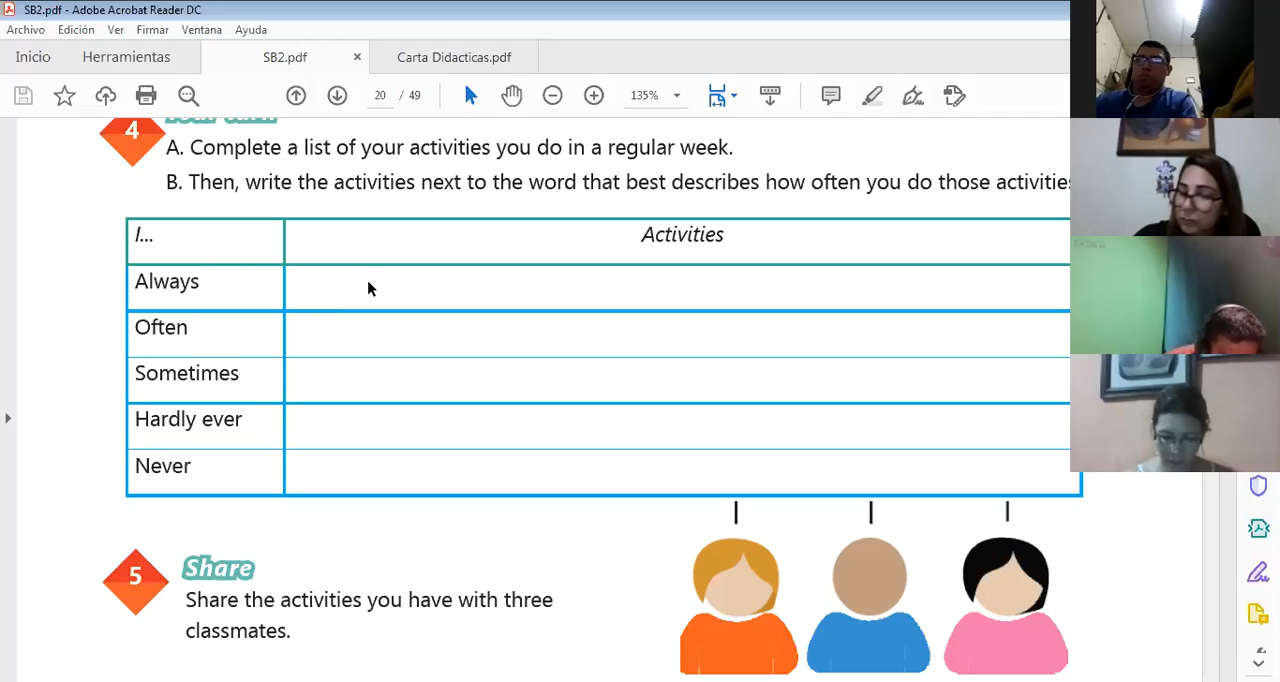 SB2.pdf - Adobe Acrobat Reader DC
Archivo Edición Ver Firmar Ventana Ayuda
Inicio Herramientas SB2.pdf × Carta Didacticas.pdf
20 / 49 135%
4 Your turn
A. Complete a list of your activities you do in a regular week.
B. Then, write the activities next to the word that best describes how often you do those activities
I... Activities
Always
Often
Sometimes
Hardly ever
Never
5 Share
Share the activities you have with three
classmates.